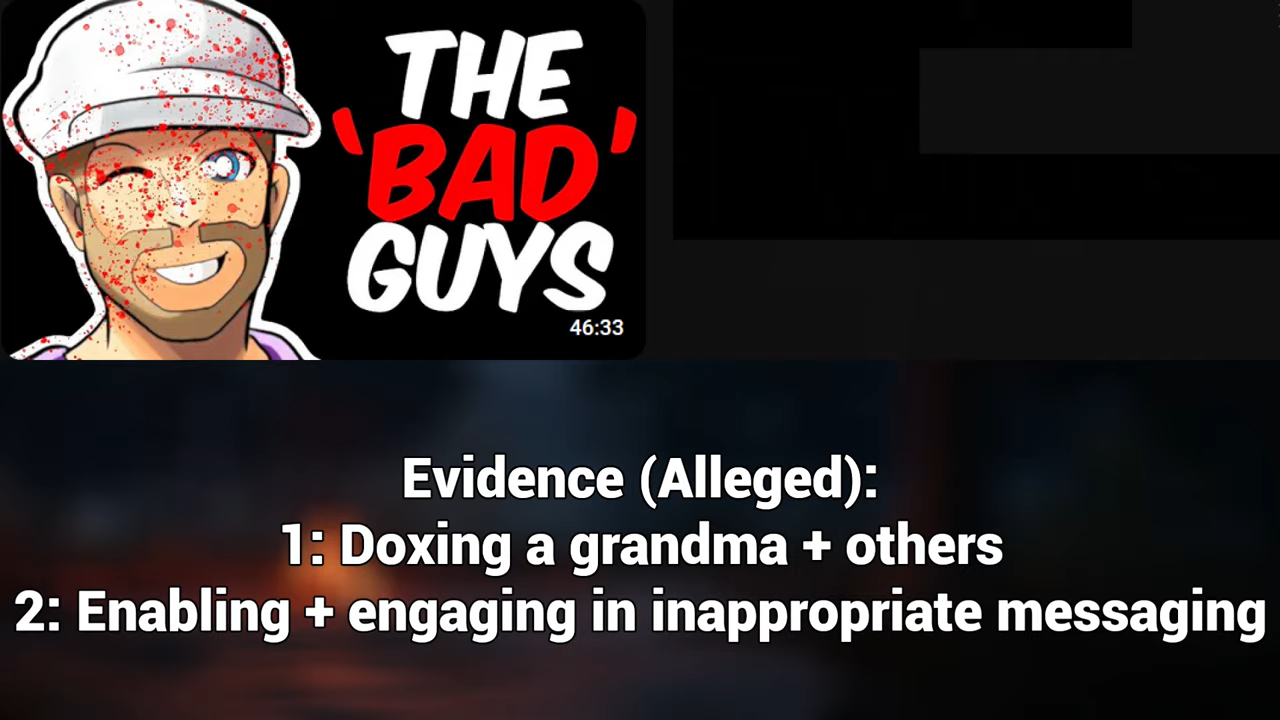 THE
'BAD'
GUYS
46:33
Evidence (Alleged):
1: Doxing a grandma + others
2: Enabling + engaging in inappropriate messaging